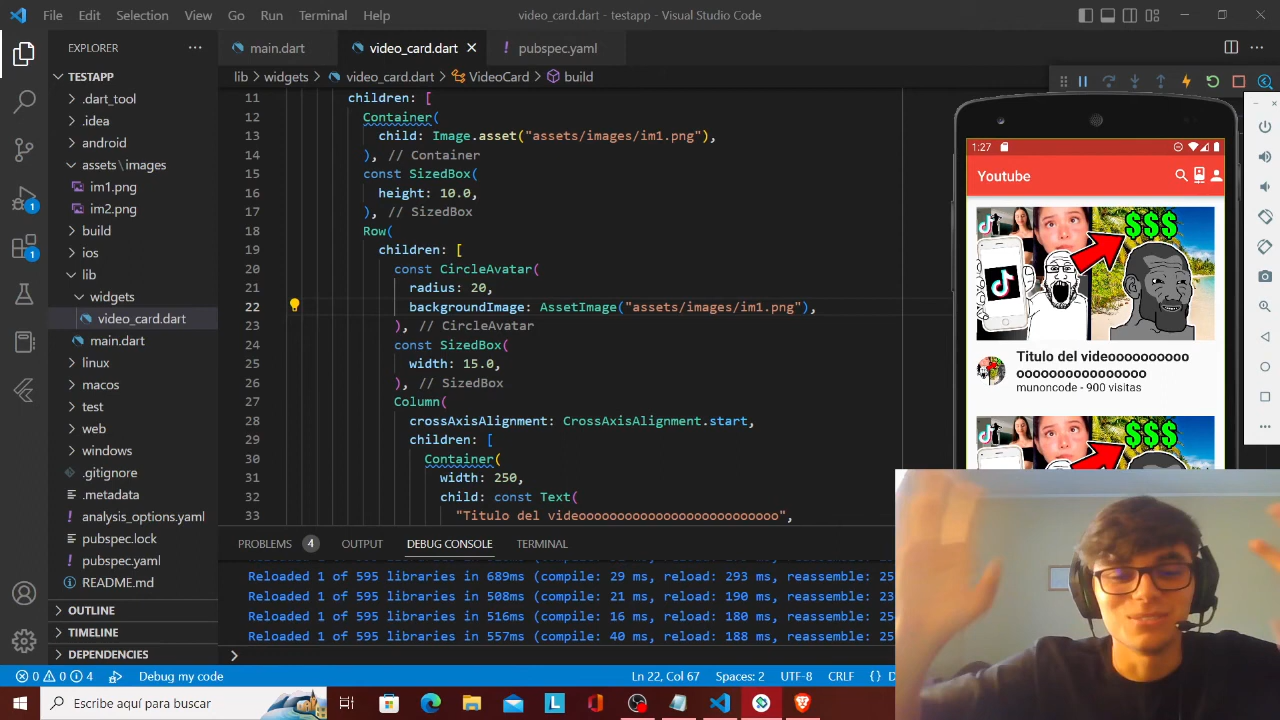 File Edit Selection View Go Run Terminal Help
video_card.dart - testapp - Visual Studio Code
EXPLORER
TESTAPP
.dart_tool
.idea
android
assets\images
im1.png
im2.png
build
ios
lib
widgets
video_card.dart
main.dart
linux
macos
test
web
windows
.gitignore
.metadata
analysis_options.yaml
pubspec.lock
pubspec.yaml
README.md
OUTLINE
TIMELINE
DEPENDENCIES
1
1
main.dart video_card.dart pubspec.yaml
lib > widgets > video_card.dart > VideoCard > build
11 children: [
12 Container(
13 child: Image.asset("assets/images/im1.png"),
14 ), // Container
15 const SizedBox(
16 height: 10.0,
17 ), // SizedBox
18 Row(
19 children: [
20 const CircleAvatar(
21 radius: 20,
22 backgroundImage: AssetImage("assets/images/im1.png"),
23 ), // CircleAvatar
24 const SizedBox(
25 width: 15.0,
26 ), // SizedBox
27 Column(
28 crossAxisAlignment: CrossAxisAlignment.start,
29 children: [
30 Container(
31 width: 250,
32 child: const Text(
33 "Titulo del videoooooooooooooooooooooooooo",
PROBLEMS 4 OUTPUT DEBUG CONSOLE TERMINAL
Reloaded 1 of 595 libraries in 689ms (compile: 29 ms, reload: 293 ms, reassemble: 25
Reloaded 1 of 595 libraries in 508ms (compile: 21 ms, reload: 190 ms, reassemble: 23
Reloaded 1 of 595 libraries in 516ms (compile: 16 ms, reload: 180 ms, reassemble: 25
Reloaded 1 of 595 libraries in 557ms (compile: 40 ms, reload: 188 ms, reassemble: 25
>
1:27
Youtube
$$$
Titulo del videoooooooooo
oooooooooooooooo
munoncode - 900 visitas
$$$
0 0 4 Debug my code
Ln 22, Col 67 Spaces: 2 UTF-8 CRLF { } D
Escribe aquí para buscar
L